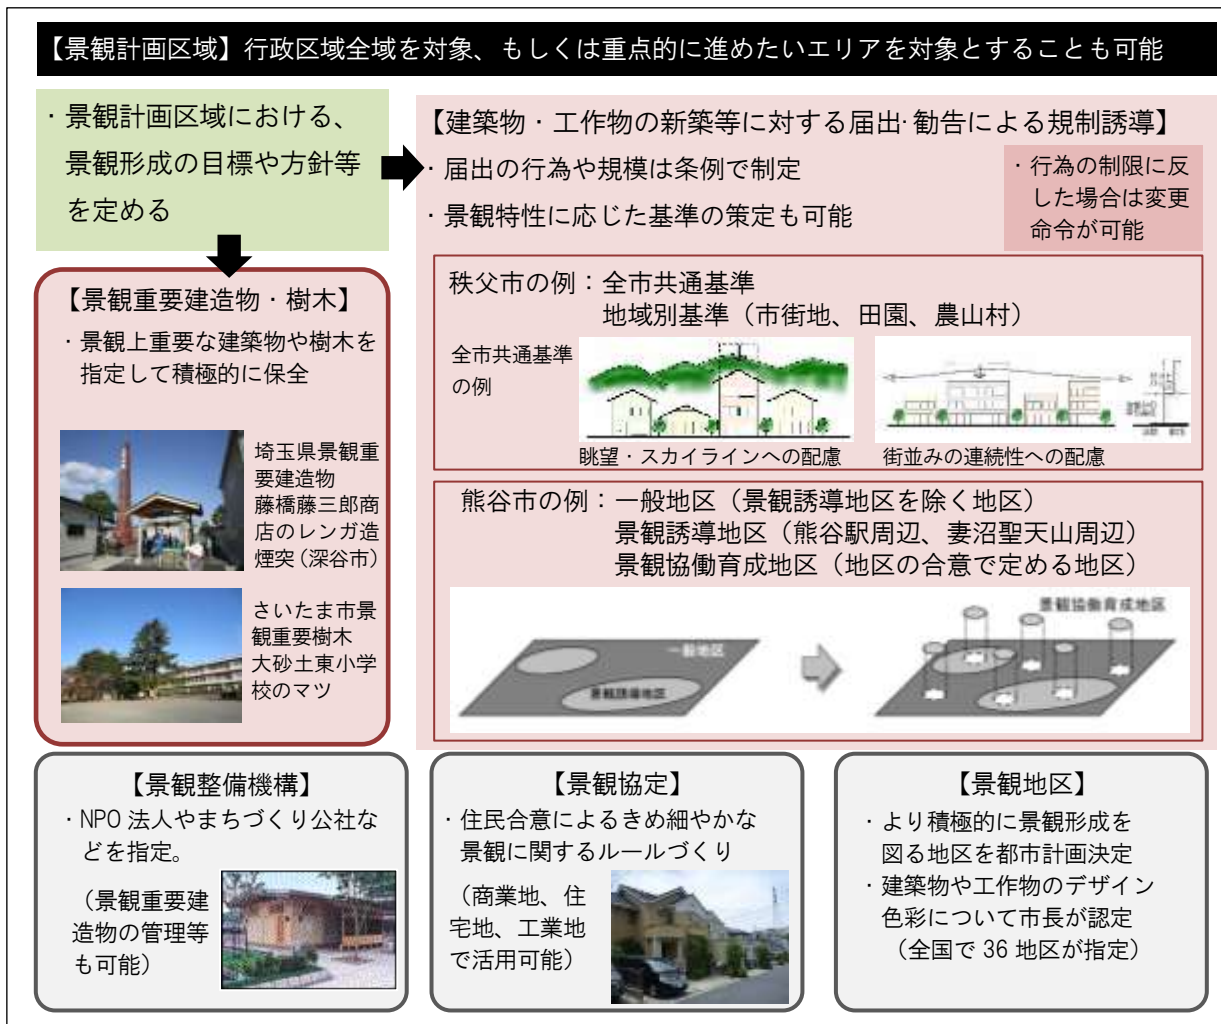 【景観計画区域】行政区域全域を対象、もしくは重点的に進めたいエリアを対象とすることも可能
・景観計画区域における、
景観形成の目標や方針等
を定める
【建築物・工作物の新築等に対する届出・勧告による規制誘導】
・届出の行為や規模は条例で制定
・景観特性に応じた基準の策定も可能
・行為の制限に反
した場合は変更
命令が可能
【景観重要建造物・樹木】
・景観上重要な建築物や樹木を
指定して積極的に保全
埼玉県景観重
要建造物
藤橋藤三郎商
店のレンガ造
煙突（深谷市）
さいたま市景
観重要樹木
大砂土東小学
校のマツ
秩父市の例：全市共通基準
地域別基準（市街地、田園、農山村）
全市共通基準
の例
眺望・スカイラインへの配慮
街並みの連続性への配慮
熊谷市の例：一般地区（景観誘導地区を除く地区）
景観誘導地区（熊谷駅周辺、妻沼聖天山周辺）
景観協働育成地区（地区の合意で定める地区）
一般地区
景観誘導地区
景観協働育成地区
【景観整備機構】
・NPO 法人やまちづくり公社な
どを指定。
（景観重要建
造物の管理等
も可能）
【景観協定】
・住民合意によるきめ細やかな
景観に関するルールづくり
（商業地、住
宅地、工業地
で活用可能）
【景観地区】
・より積極的に景観形成を
図る地区を都市計画決定
・建築物や工作物のデザイン
色彩について市長が認定
（全国で 36 地区が指定）